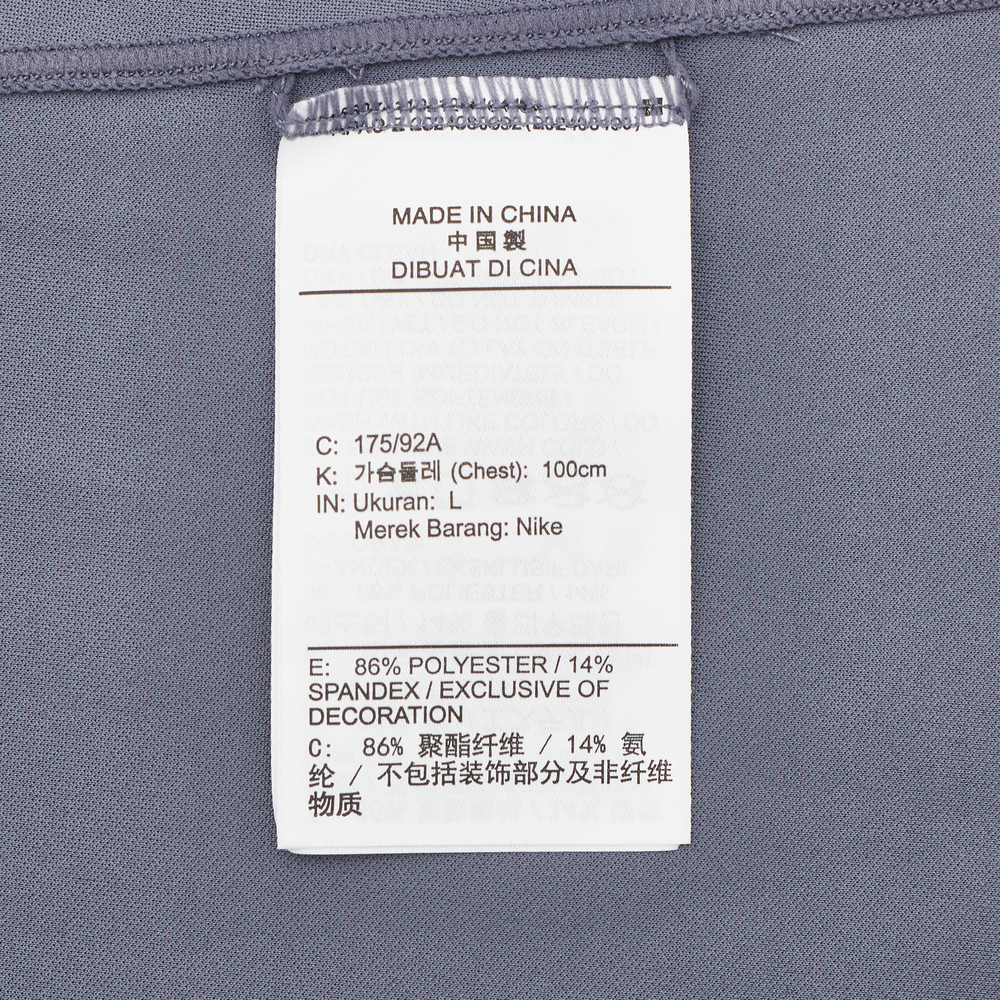 MADE IN CHINA
中国製
DIBUAT DI CINA
C: 175/92A
K: 가슴둘레 (Chest): 100cm
IN: Ukuran: L
Merek Barang: Nike
E: 86% POLYESTER / 14%
SPANDEX / EXCLUSIVE OF
DECORATION
C: 86% 聚酯纤维 / 14% 氨
纶 / 不包括装饰部分及非纤维
物质